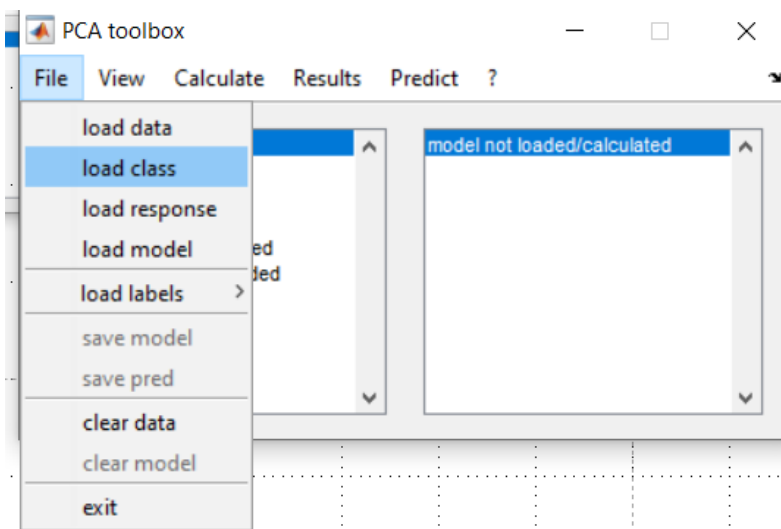 PCA toolbox
File View Calculate Results Predict ?
load data
load class
load response
load model
load labels
save model
save pred
clear data
clear model
exit
ed
ded
model not loaded/calculated